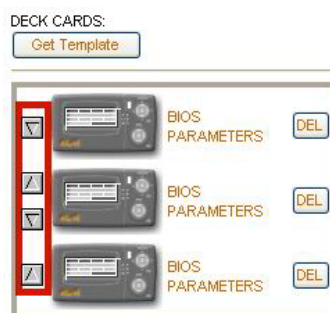 DECK CARDS:
Get Template
BIOS
PARAMETERS
DEL
BIOS
PARAMETERS
DEL
BIOS
PARAMETERS
DEL